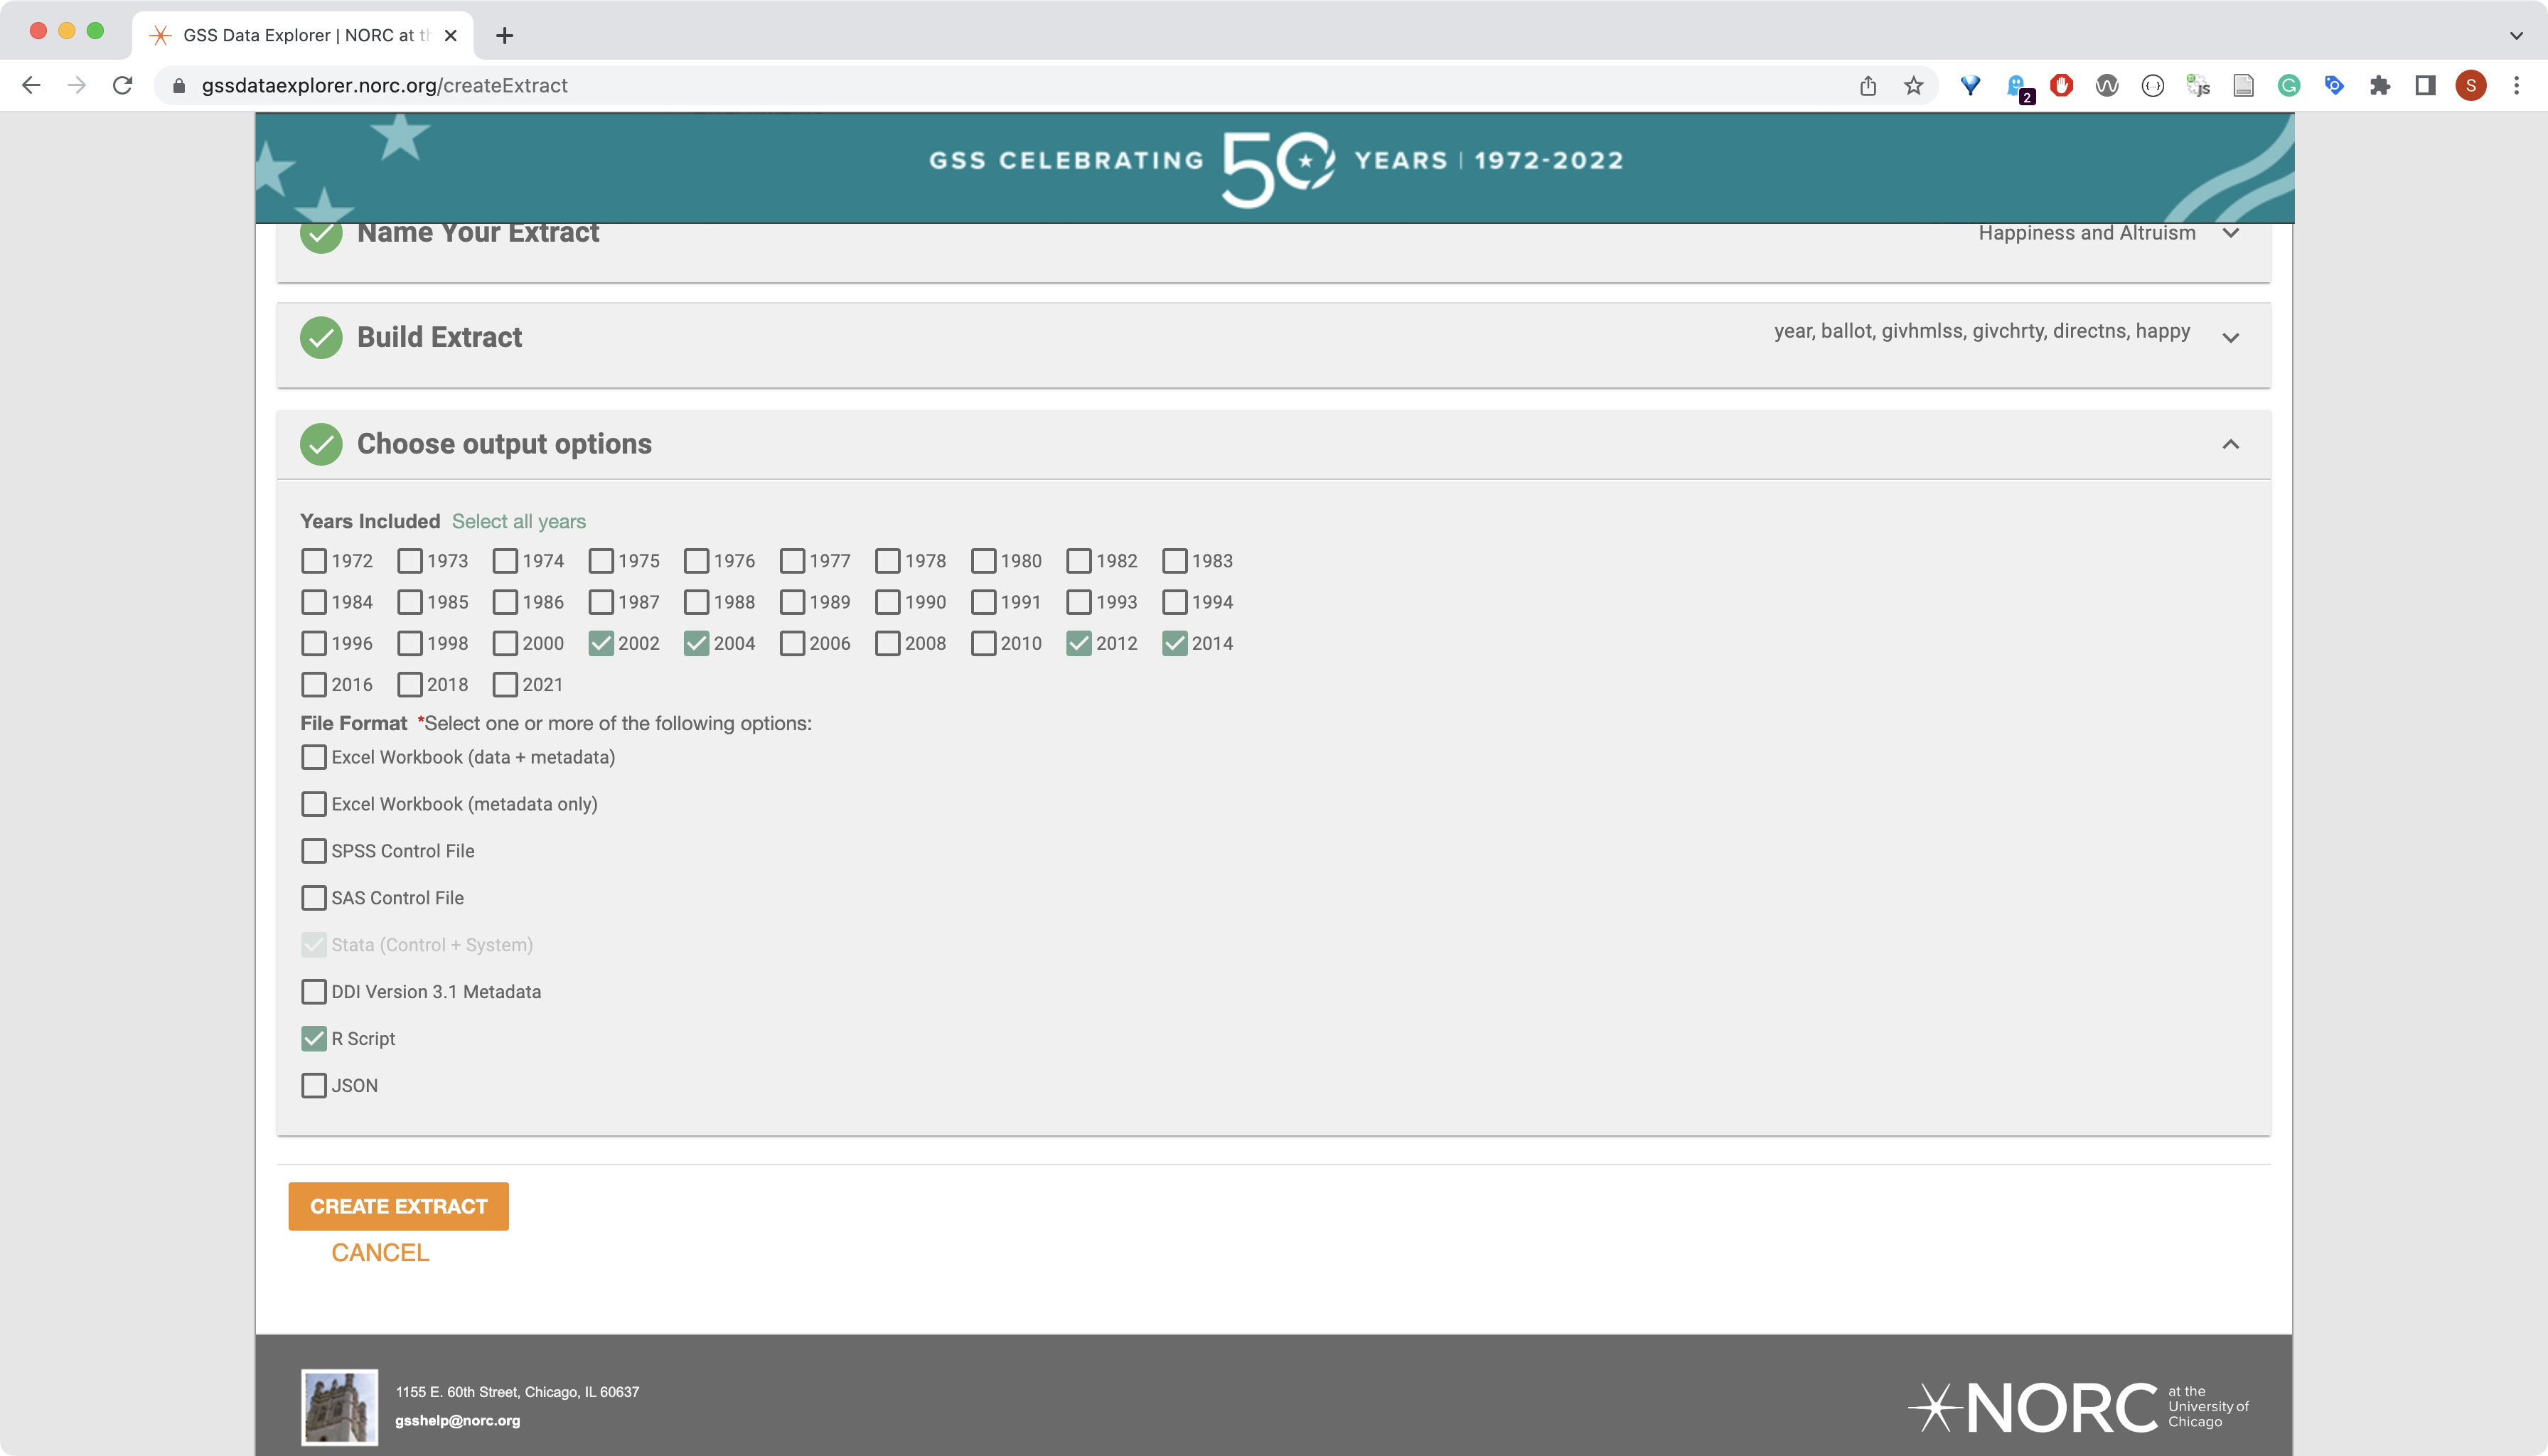 GSS Data Explorer | NORC at th
gssdataexplorer.norc.org/createExtract
2
S
GSS CELEBRATING 50 YEARS | 1972-2022
Name Your Extract Happiness and Altruism
Build Extract year, ballot, givhmlss, givchrty, directns, happy
Choose output options
Years Included Select all years
1972 1973 1974 1975 1976 1977 1978 1980 1982 1983
1984 1985 1986 1987 1988 1989 1990 1991 1993 1994
1996 1998 2000 2002 2004 2006 2008 2010 2012 2014
2016 2018 2021
File Format *Select one or more of the following options:
Excel Workbook (data + metadata)
Excel Workbook (metadata only)
SPSS Control File
SAS Control File
Stata (Control + System)
DDI Version 3.1 Metadata
R Script
JSON
CREATE EXTRACT
CANCEL
1155 E. 60th Street, Chicago, IL 60637
gsshelp@norc.org
NORC
at the
University of
Chicago